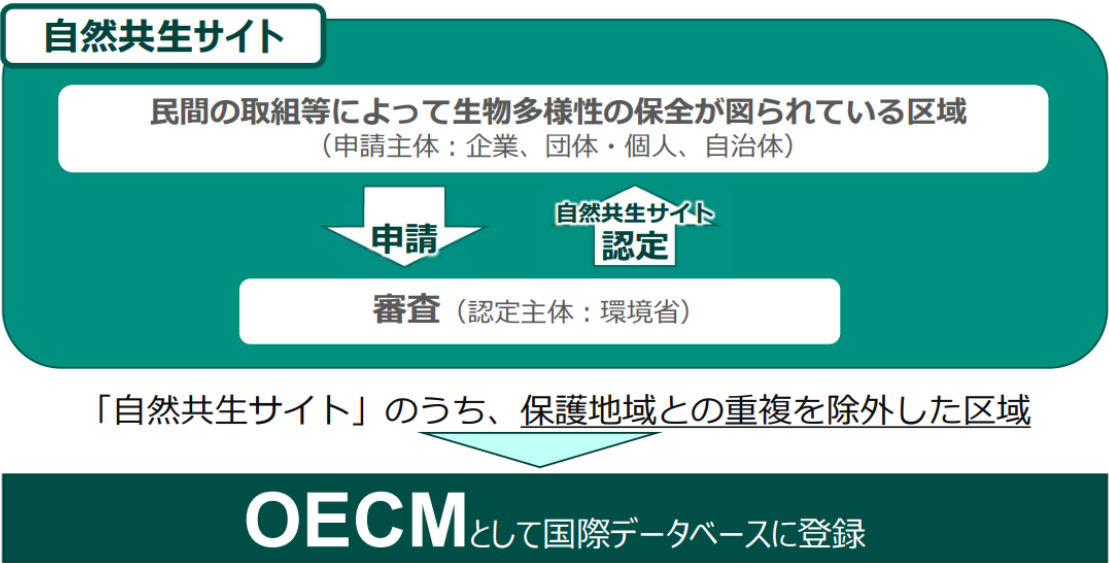 自然共生サイト
民間の取組等によって生物多様性の保全が図られている区域
（申請主体：企業、団体・個人、自治体）
申請
自然共生サイト
認定
審査（認定主体：環境省）
「自然共生サイト」のうち、保護地域との重複を除外した区域
OECMとして国際データベースに登録